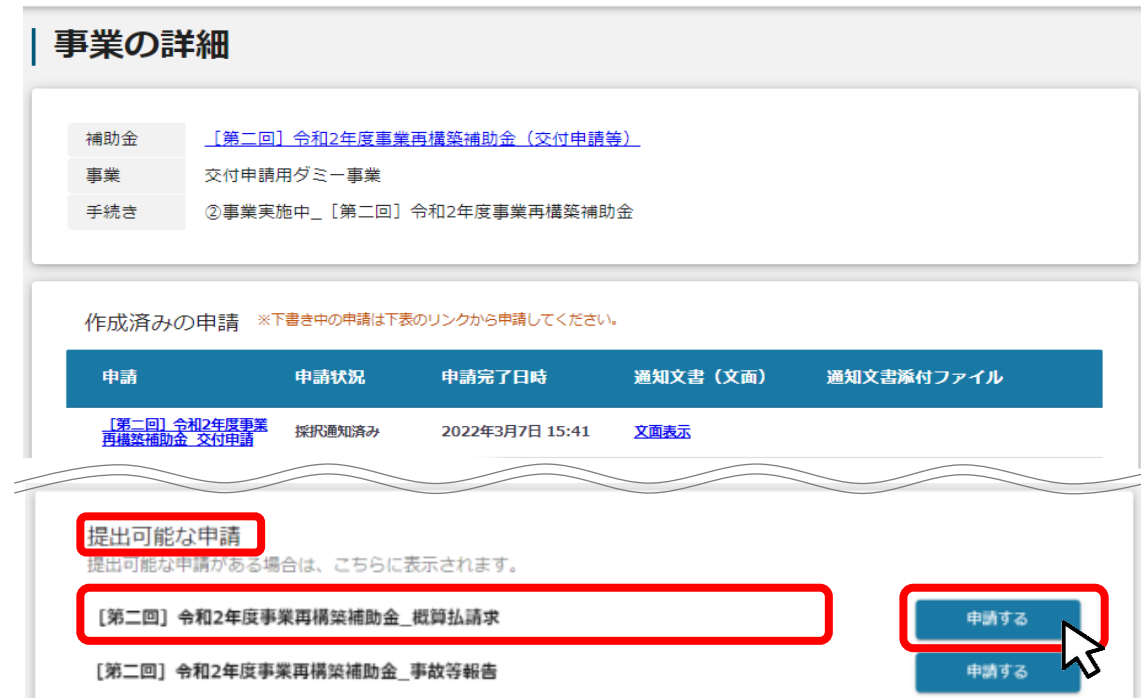 事業の詳細
補助金 ［第二回］令和2年度事業再構築補助金（交付申請等）
事業 交付申請用ダミー事業
手続き ②事業実施中_［第二回］令和2年度事業再構築補助金
作成済みの申請 ※下書き中の申請は下表のリンクから申請してください。
申請 申請状況 申請完了日時 通知文書（文面） 通知文書添付ファイル
［第二回］令和2年度事業
再構築補助金_交付申請 採択通知済み 2022年3月7日 15:41 文面表示
提出可能な申請
提出可能な申請がある場合は、こちらに表示されます。
［第二回］令和2年度事業再構築補助金_概算払請求 申請する
［第二回］令和2年度事業再構築補助金_事故等報告 申請する